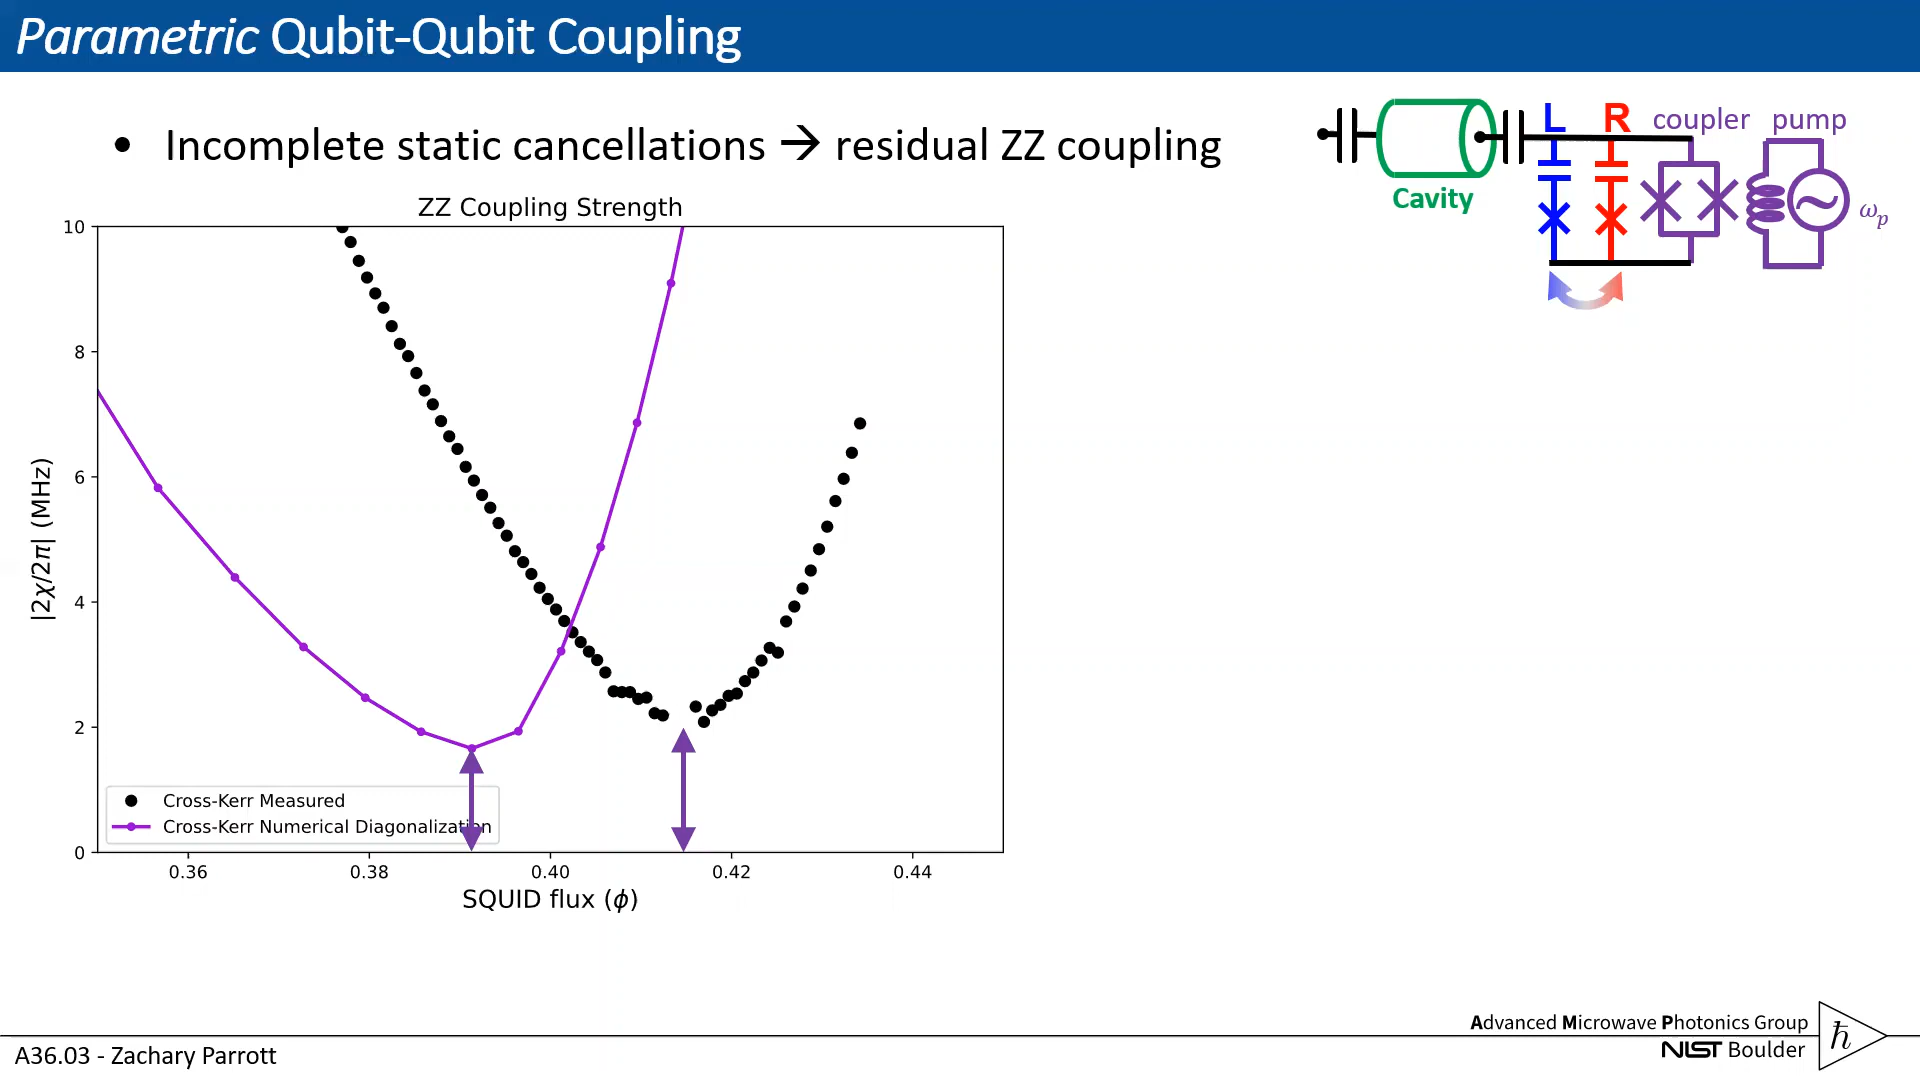 Parametric Qubit-Qubit Coupling
• Incomplete static cancellations → residual ZZ coupling
L R coupler pump
Cavity
ω_p
ZZ Coupling Strength
10
8
6
4
2
0
|2χ/2π| (MHz)
Cross-Kerr Measured
Cross-Kerr Numerical Diagonalization
0.36 0.38 0.40 0.42 0.44
SQUID flux (ϕ)
Advanced Microwave Photonics Group
NIST Boulder
ħ
A36.03 - Zachary Parrott